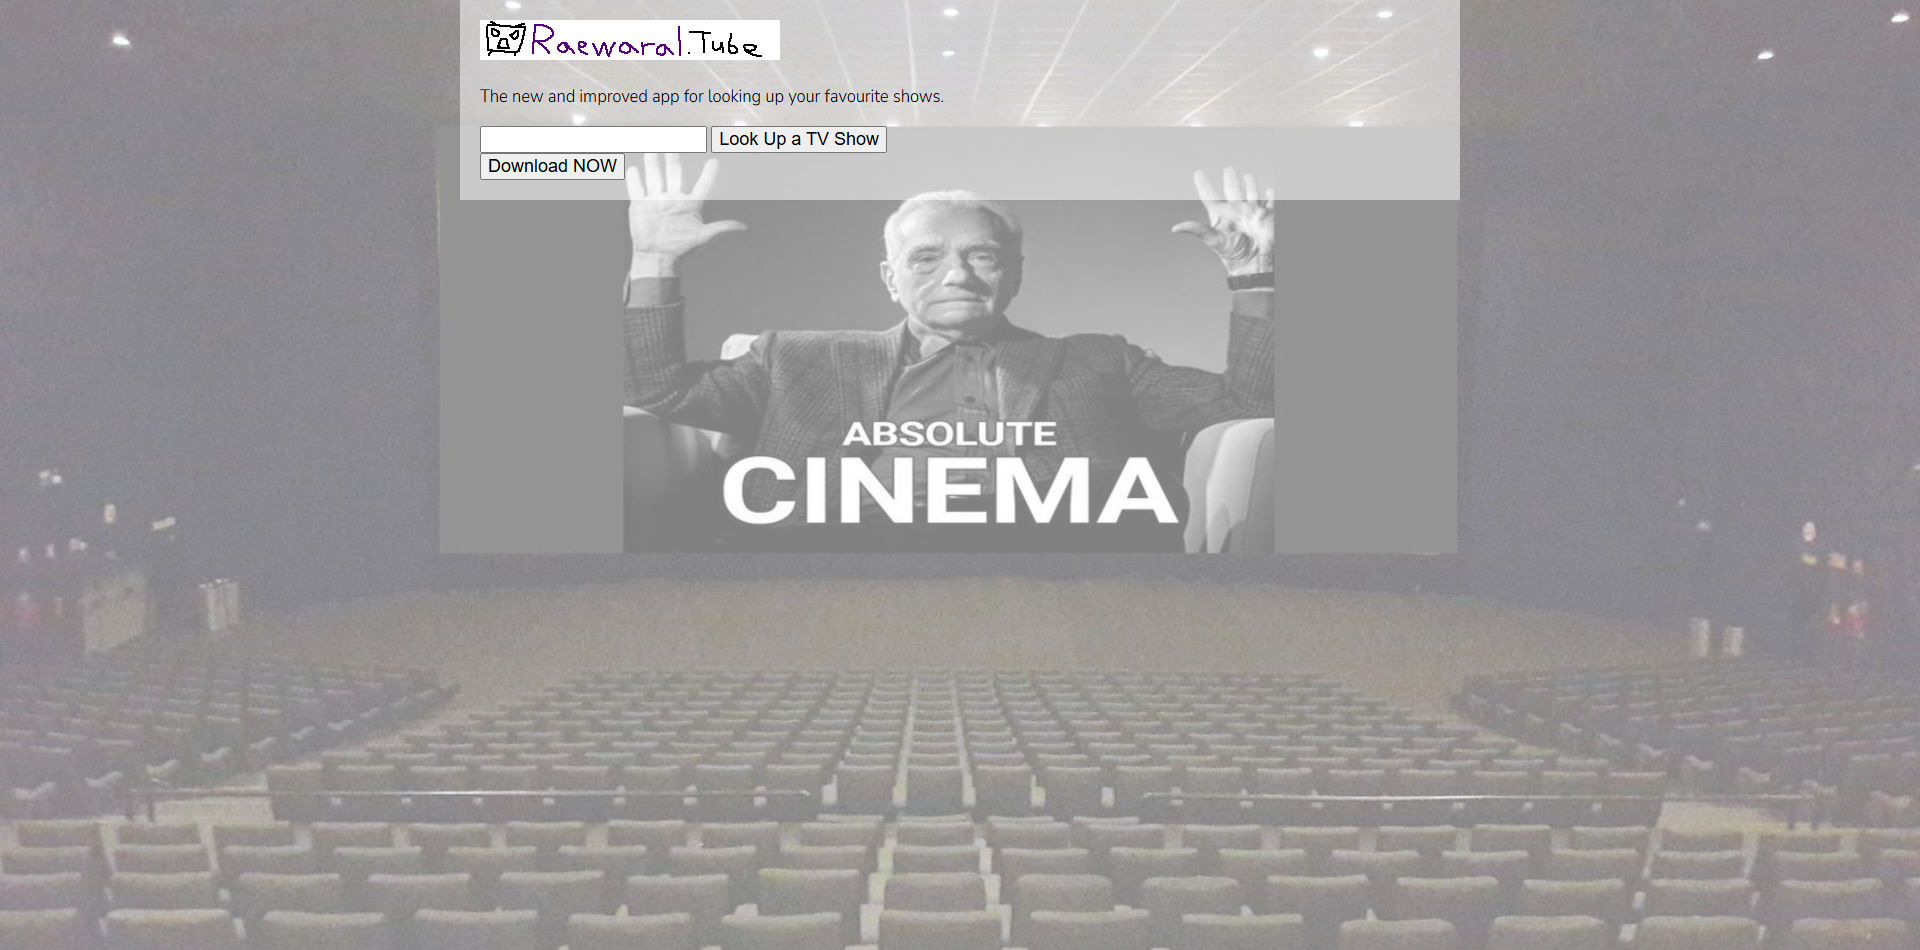 Raewaral.Tube
The new and improved app for looking up your favourite shows.
Look Up a TV Show
Download NOW
ABSOLUTE
CINEMA